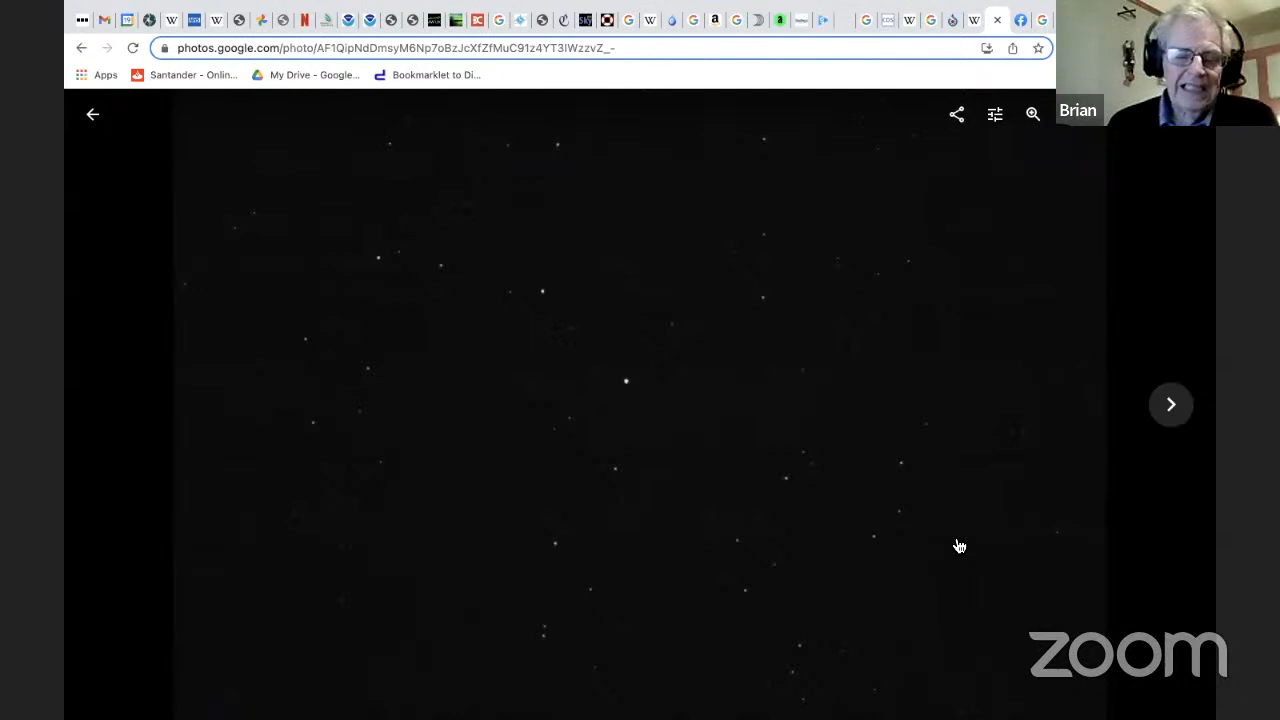 photos.google.com/photo/AF1QipNdDmsyM6Np7oBzJcXfZfMuC91z4YT3lWzzvZ_-
Apps Santander - Onlin... My Drive - Google... Bookmarklet to Di...
Brian
zoom